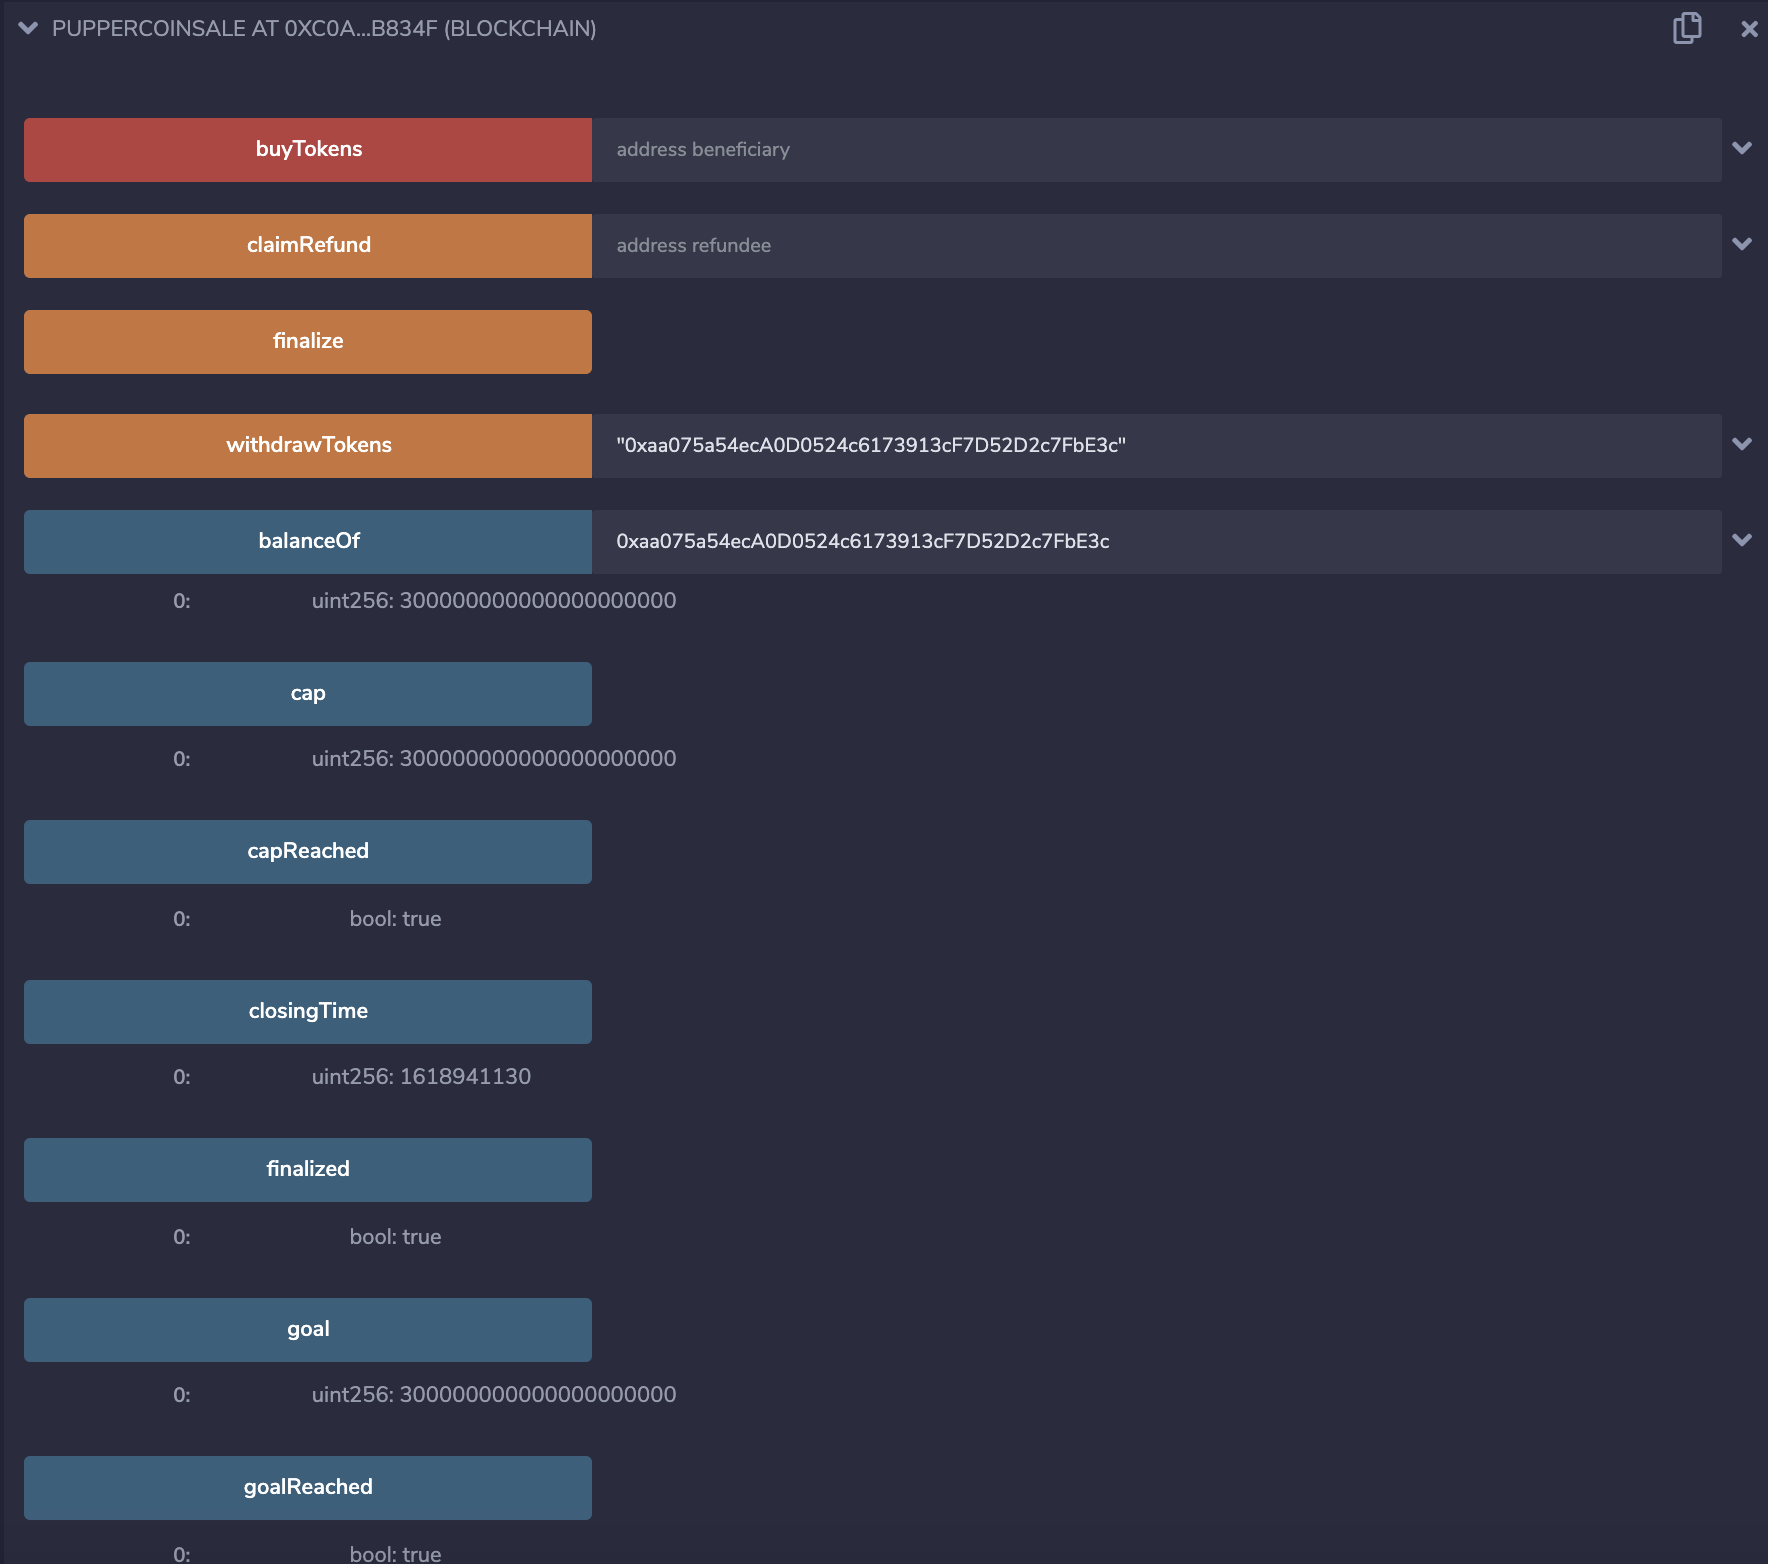 PUPPERCOINSALE AT 0XC0A...B834F (BLOCKCHAIN)
buyTokens address beneficiary
claimRefund address refundee
finalize
withdrawTokens "0xaa075a54ecA0D0524c6173913cF7D52D2c7FbE3c"
balanceOf 0xaa075a54ecA0D0524c6173913cF7D52D2c7FbE3c
0: uint256: 300000000000000000000
cap
0: uint256: 300000000000000000000
capReached
0: bool: true
closingTime
0: uint256: 1618941130
finalized
0: bool: true
goal
0: uint256: 300000000000000000000
goalReached
0: bool: true